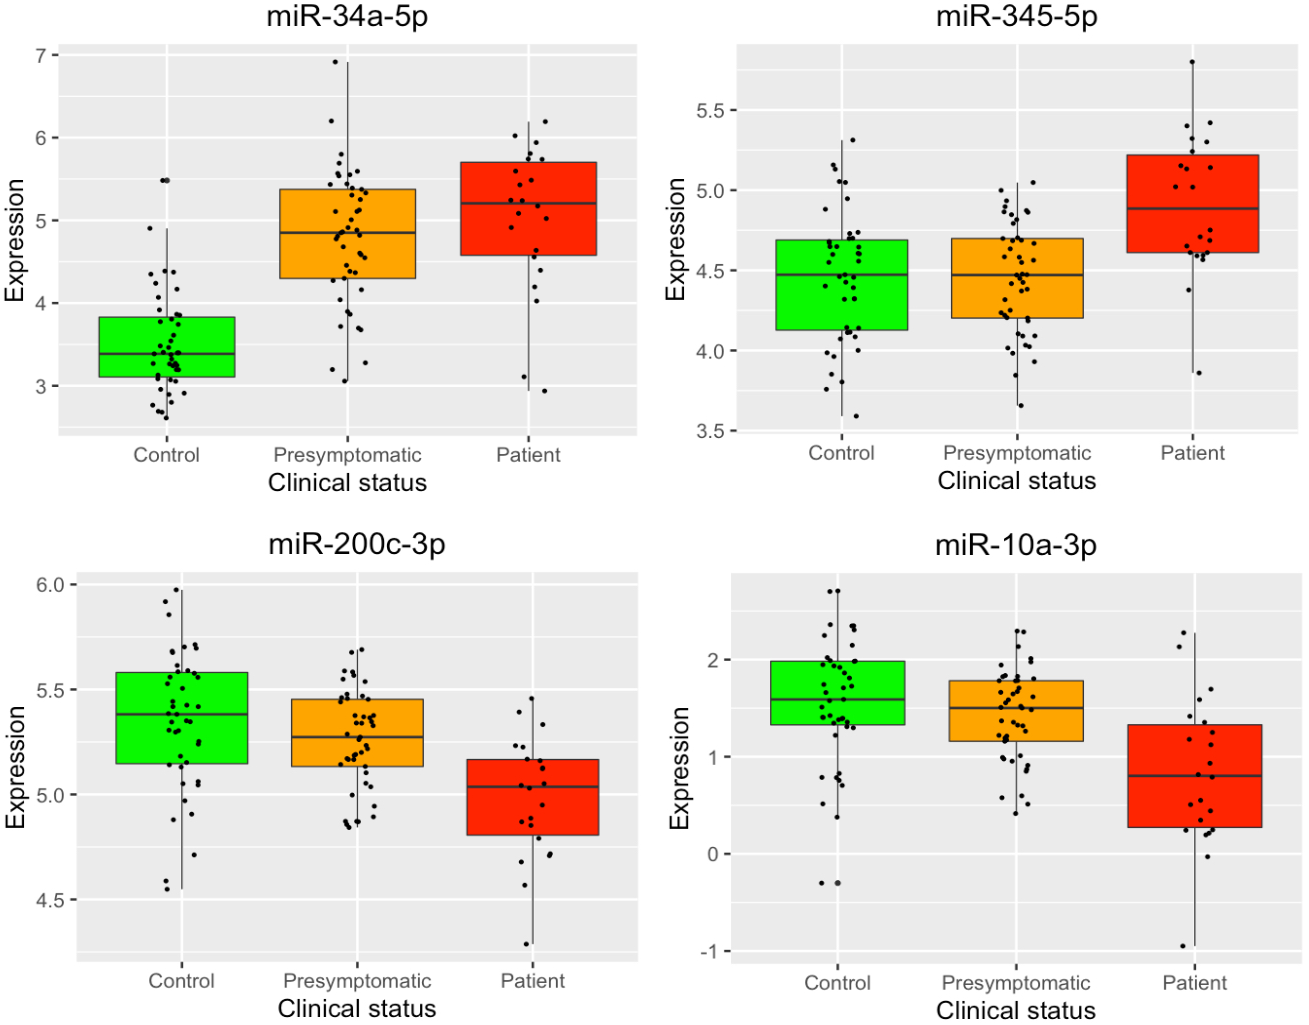 miR-34a-5p
Expression
7
6
5
4
3
Control Presymptomatic Patient
Clinical status
miR-345-5p
Expression
5.5
5.0
4.5
4.0
3.5
Control Presymptomatic Patient
Clinical status
miR-200c-3p
Expression
6.0
5.5
5.0
4.5
Control Presymptomatic Patient
Clinical status
miR-10a-3p
Expression
2
1
0
-1
Control Presymptomatic Patient
Clinical status